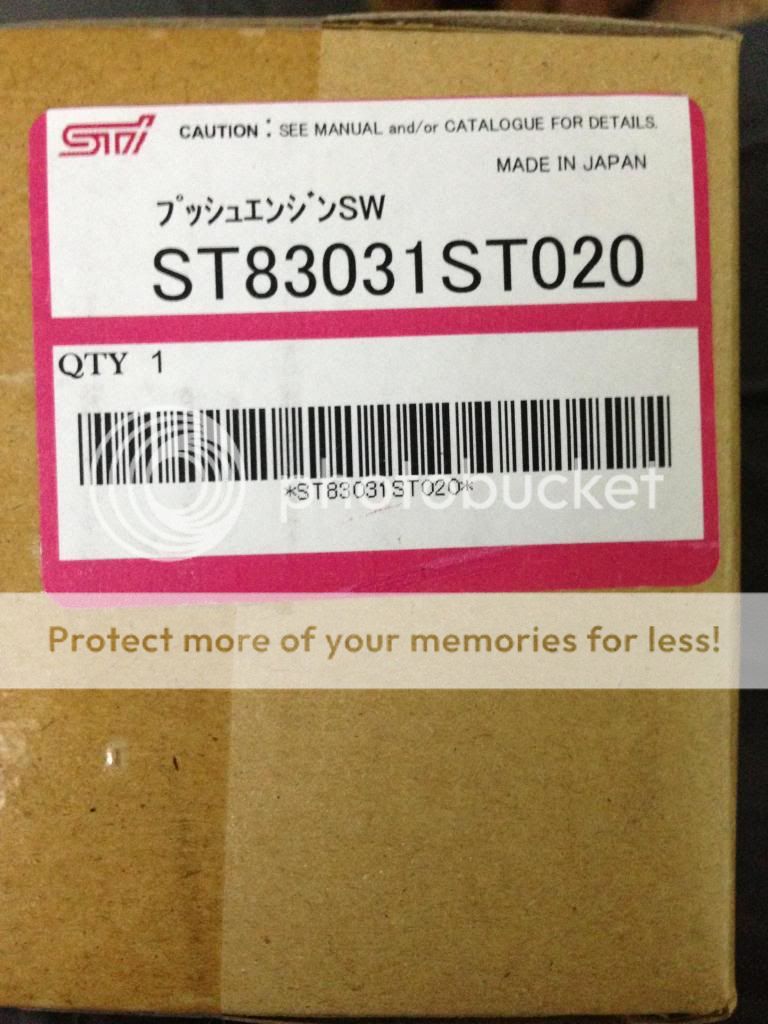 STi
CAUTION : SEE MANUAL and/or CATALOGUE FOR DETAILS.
MADE IN JAPAN
プッシュエンジンSW
ST83031ST020
QTY 1
*ST83031ST020*
photobucket
Protect more of your memories for less!